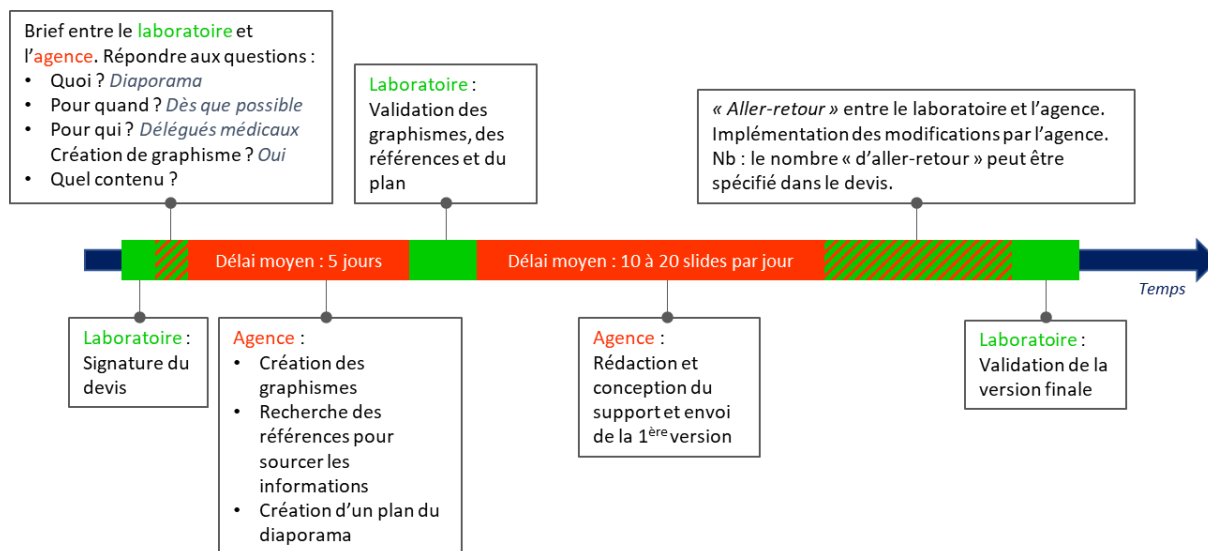 Brief entre le laboratoire et
l'agence. Répondre aux questions :
• Quoi ? Diaporama
• Pour quand ? Dès que possible
• Pour qui ? Délégués médicaux
Création de graphisme ? Oui
• Quel contenu ?
Laboratoire :
Validation des
graphismes, des
références et du
plan
« Aller-retour » entre le laboratoire et l'agence.
Implémentation des modifications par l'agence.
Nb : le nombre « d'aller-retour » peut être
spécifié dans le devis.
Délai moyen : 5 jours
Délai moyen : 10 à 20 slides par jour
Temps
Laboratoire :
Signature du
devis
Agence :
• Création des
graphismes
• Recherche des
références pour
sourcer les
informations
• Création d'un plan du
diaporama
Agence :
Rédaction et
conception du
support et envoi
de la 1ère version
Laboratoire :
Validation de la
version finale